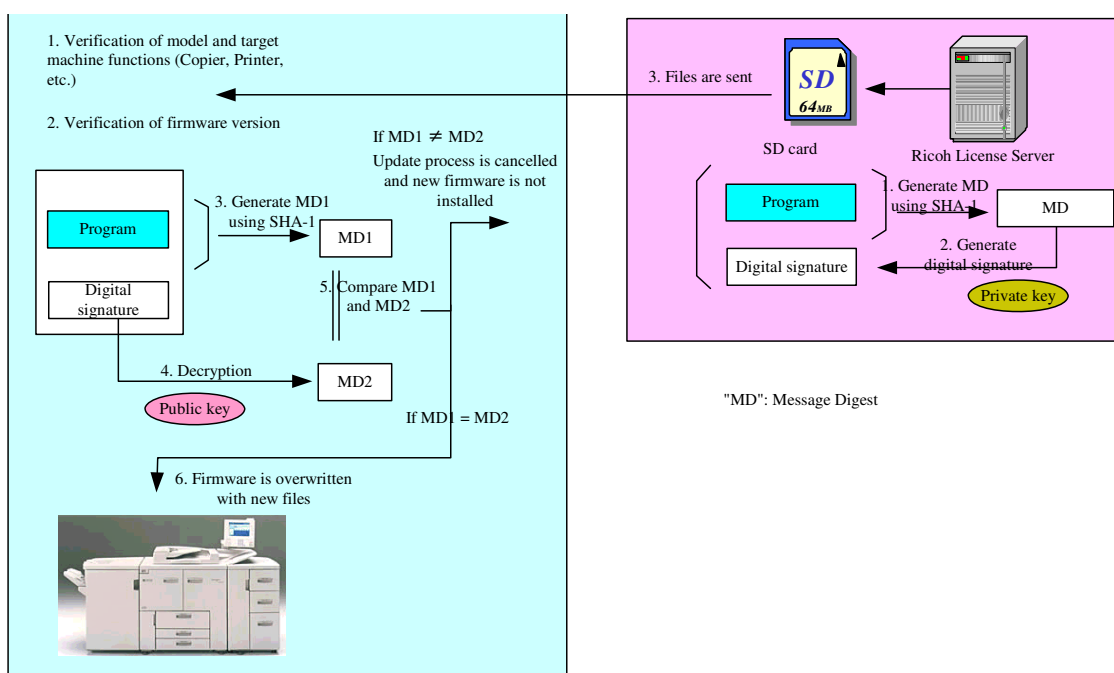 1. Verification of model and target
machine functions (Copier, Printer,
etc.)
2. Verification of firmware version
If MD1 ≠ MD2
Update process is cancelled
and new firmware is not
installed
3. Generate MD1
using SHA-1
Program
MD1
Digital
signature
5. Compare MD1
and MD2
4. Decryption
MD2
Public key
If MD1 = MD2
6. Firmware is overwritten
with new files
3. Files are sent
SD
64MB
SD card
Ricoh License Server
Program
1. Generate MD
using SHA-1
MD
2. Generate
digital signature
Digital signature
Private key
"MD": Message Digest